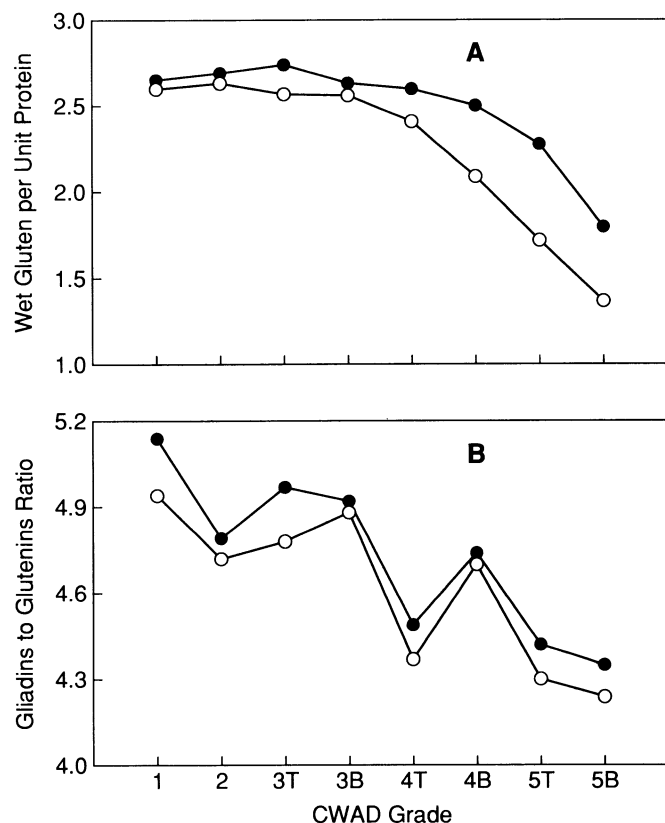 3.0
A
2.5
2.0
1.5
1.0
Wet Gluten per Unit Protein
5.2
B
4.9
4.6
4.3
4.0
Gliadins to Glutenins Ratio
1 2 3T 3B 4T 4B 5T 5B
CWAD Grade